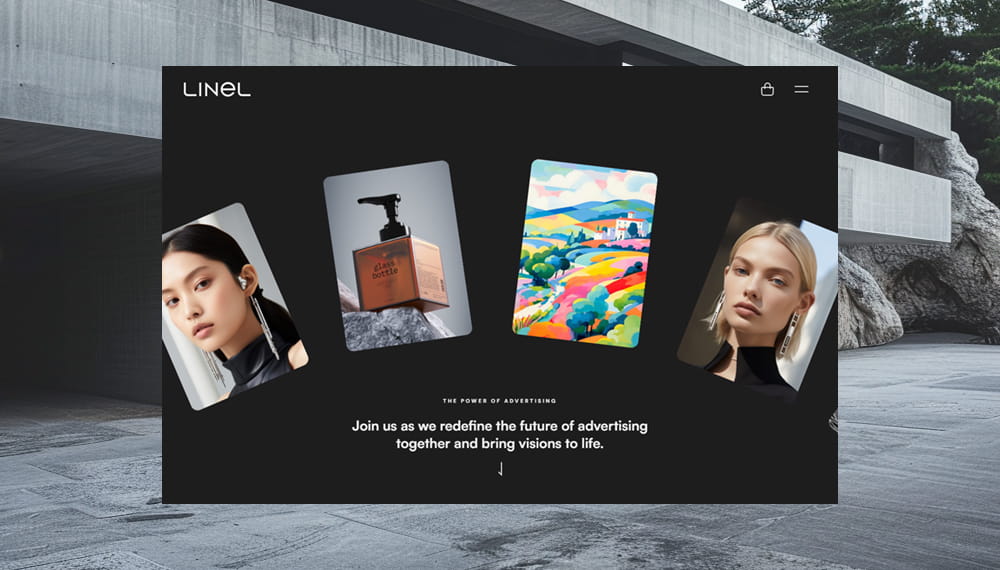 LINEL
glass
bottle
THE POWER OF ADVERTISING
Join us as we redefine the future of advertising
together and bring visions to life.